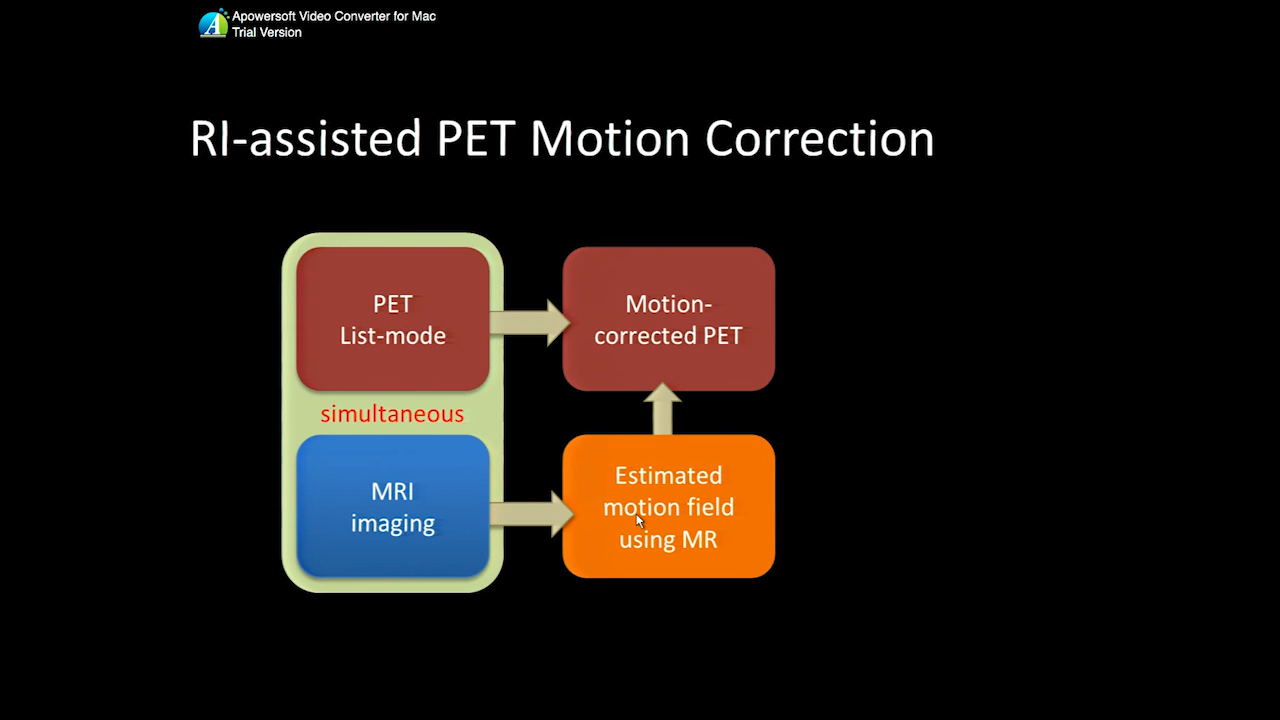 Apowersoft Video Converter for Mac
Trial Version
RI-assisted PET Motion Correction
PET
List-mode
Motion-
corrected PET
simultaneous
MRI
imaging
Estimated
motion field
using MR